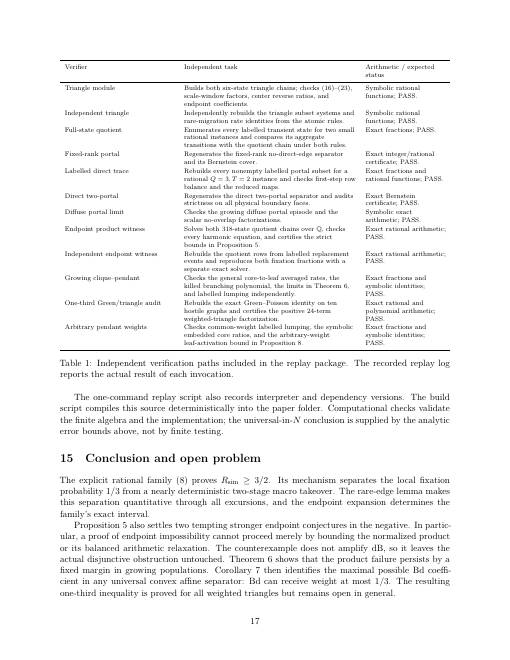 Verifier Independent task Arithmetic / expected
status
Triangle module Builds both six-state triangle chains; checks (16)–(23), Symbolic rational
scale-window factors, center reverse ratios, and functions; PASS.
endpoint coefficients.
Independent triangle Independently rebuilds the triangle subset systems and Symbolic rational
rare-migration rate identities from the atomic rules. functions; PASS.
Full-state quotient Enumerates every labelled transient state for two small Exact fractions; PASS.
rational instances and compares its aggregate
transitions with the quotient chain under both rules.
Fixed-rank portal Regenerates the fixed-rank no-direct-edge separator Exact integer/rational
and its Bernstein cover. certificate; PASS.
Labelled direct trace Rebuilds every nonempty labelled portal subset for a Exact fractions and
rational Q = 3, T = 2 instance and checks first-step row rational functions; PASS.
balance and the reduced maps.
Direct two-portal Regenerates the direct two-portal separator and audits Exact Bernstein
strictness on all physical boundary faces. certificate; PASS.
Diffuse portal limit Checks the growing diffuse portal episode and the Symbolic exact
scalar no-overlap factorizations. arithmetic; PASS.
Endpoint product witness Solves both 318-state quotient chains over ℚ, checks Exact rational arithmetic;
every harmonic equation, and certifies the strict PASS.
bounds in Proposition 5.
Independent endpoint witness Rebuilds the quotient rows from labelled replacement Exact rational arithmetic;
events and reproduces both fixation fractions with a PASS.
separate exact solver.
Growing clique–pendant Checks the general core-to-leaf averaged rates, the Exact fractions and
killed branching polynomial, the limits in Theorem 6, symbolic identities;
and labelled lumping independently. PASS.
One-third Green/triangle audit Rebuilds the exact Green–Poisson identity on ten Exact rational and
hostile graphs and certifies the positive 24-term polynomial arithmetic;
weighted-triangle factorization. PASS.
Arbitrary pendant weights Checks common-weight labelled lumping, the symbolic Exact fractions and
embedded core ratios, and the arbitrary-weight symbolic identities;
leaf-activation bound in Proposition 8. PASS.
Table 1: Independent verification paths included in the replay package. The recorded replay log
reports the actual result of each invocation.
The one-command replay script also records interpreter and dependency versions. The build
script compiles this source deterministically into the paper folder. Computational checks validate
the finite algebra and the implementation; the universal-in-N conclusion is supplied by the analytic
error bounds above, not by finite testing.
15 Conclusion and open problem
The explicit rational family (8) proves R_sim ≥ 3/2. Its mechanism separates the local fixation
probability 1/3 from a nearly deterministic two-stage macro takeover. The rare-edge lemma makes
this separation quantitative through all excursions, and the endpoint expansion determines the
family's exact interval.
Proposition 5 also settles two tempting stronger endpoint conjectures in the negative. In partic-
ular, a proof of endpoint impossibility cannot proceed merely by bounding the normalized product
or its balanced arithmetic relaxation. The counterexample does not amplify dB, so it leaves the
actual disjunctive obstruction untouched. Theorem 6 shows that the product failure persists by a
fixed margin in growing populations. Corollary 7 then identifies the maximal possible Bd coeffi-
cient in any universal convex affine separator: Bd can receive weight at most 1/3. The resulting
one-third inequality is proved for all weighted triangles but remains open in general.
17